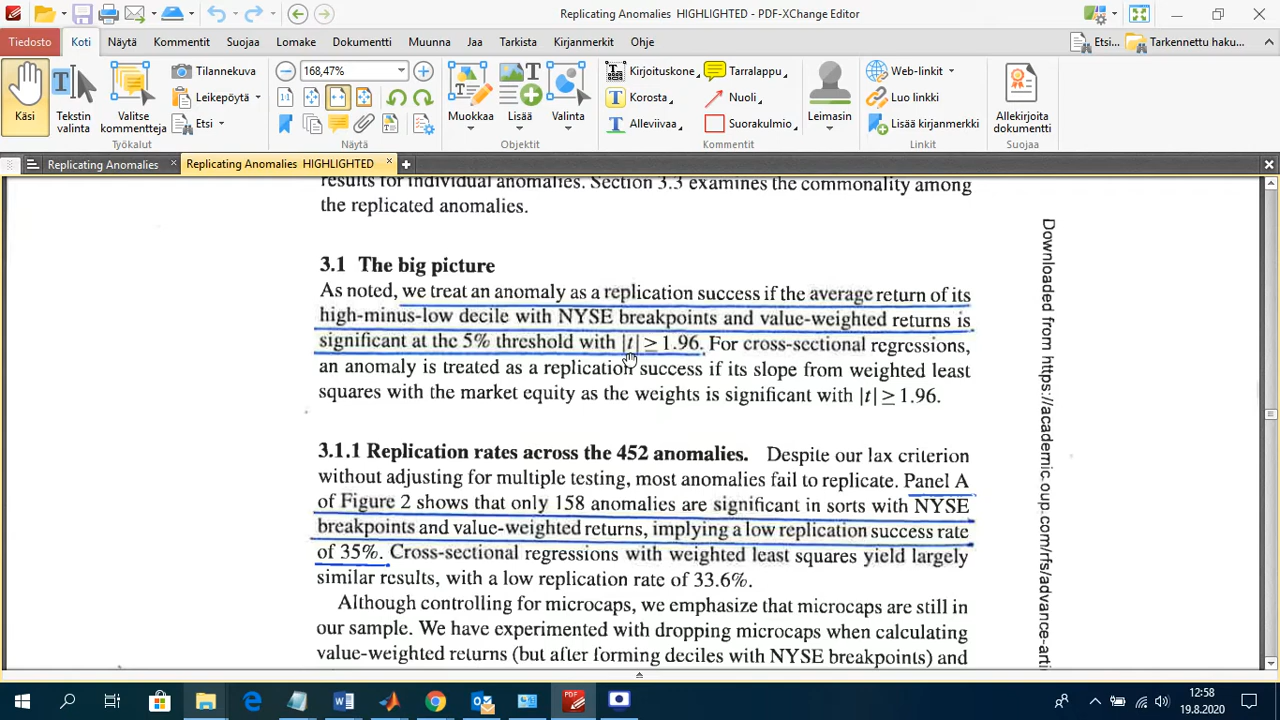 Replicating Anomalies HIGHLIGHTED - PDF-XChange Editor
Tiedosto Koti Näytä Kommentit Suojaa Lomake Dokumentti Muunna Jaa Tarkista Kirjanmerkit Ohje
Etsi... Tarkennettu haku...
Käsi
Tekstin valinta
Valitse kommentteja
Tilannekuva
Leikepöytä
Etsi
Työkalut
168,47%
Näytä
Muokkaa
Lisää
Valinta
Objektit
Kirjoituskone
Korosta
Alleviivaa
Tarralappu
Nuoli
Suorakulmio
Leimasin
Kommentit
Web-linkit
Luo linkki
Lisää kirjanmerkki
Linkit
Allekirjoita dokumentti
Suojaa
Replicating Anomalies
Replicating Anomalies HIGHLIGHTED
results for individual anomalies. Section 3.3 examines the commonality among
the replicated anomalies.
3.1 The big picture
As noted, we treat an anomaly as a replication success if the average return of its
high-minus-low decile with NYSE breakpoints and value-weighted returns is
significant at the 5% threshold with |t| ≥ 1.96. For cross-sectional regressions,
an anomaly is treated as a replication success if its slope from weighted least
squares with the market equity as the weights is significant with |t| ≥ 1.96.
3.1.1 Replication rates across the 452 anomalies. Despite our lax criterion
without adjusting for multiple testing, most anomalies fail to replicate. Panel A
of Figure 2 shows that only 158 anomalies are significant in sorts with NYSE
breakpoints and value-weighted returns, implying a low replication success rate
of 35%. Cross-sectional regressions with weighted least squares yield largely
similar results, with a low replication rate of 33.6%.
Although controlling for microcaps, we emphasize that microcaps are still in
our sample. We have experimented with dropping microcaps when calculating
value-weighted returns (but after forming deciles with NYSE breakpoints) and
Downloaded from https://academic.oup.com/rfs/advance-arti
12:58
19.8.2020